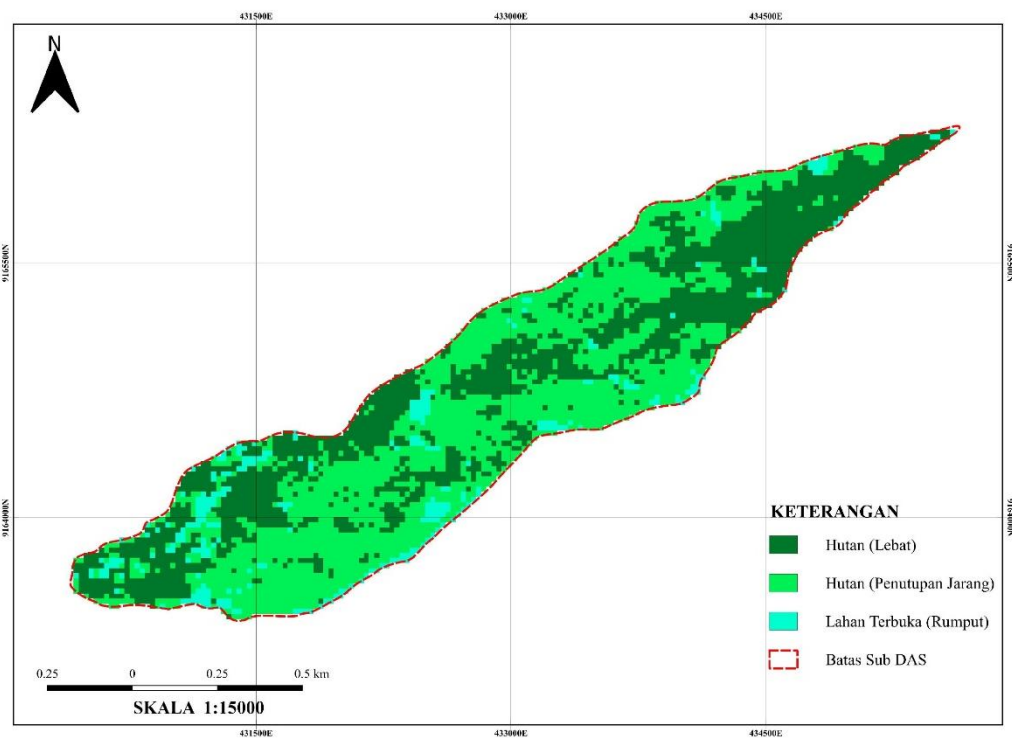 431500E 433000E 434500E
N
9165500N 9165500N
9164000N 9164000N
KETERANGAN
Hutan (Lebat)
Hutan (Penutupan Jarang)
Lahan Terbuka (Rumput)
Batas Sub DAS
0.25 0 0.25 0.5 km
SKALA 1:15000
431500E 433000E 434500E